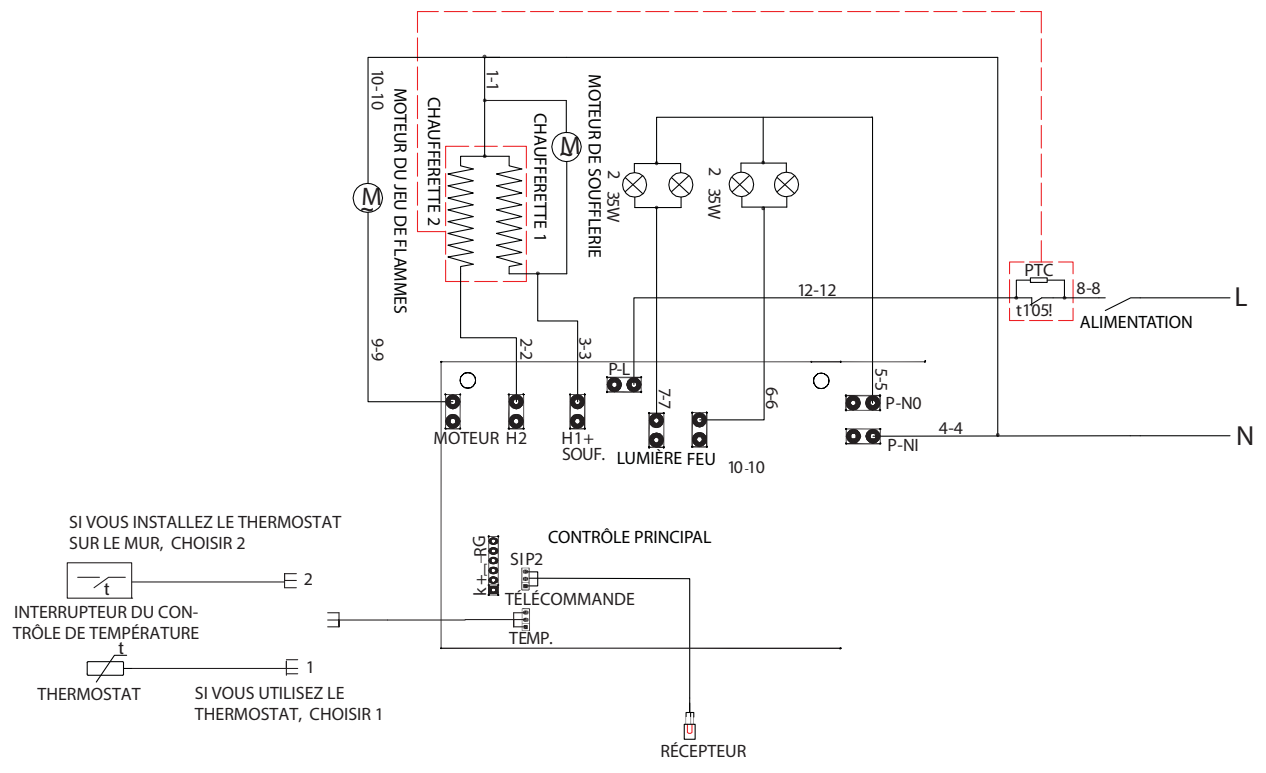 10-10
MOTEUR DU JEU DE FLAMMES
CHAUFFERETTE 2
1-1
CHAUFFERETTE 1
MOTEUR DE SOUFFLERIE
M
~
M
~
2 35W
2 35W
PTC
t105!
8-8
L
ALIMENTATION
12-12
9-9
2-2
3-3
P-L
7-7
6-6
5-5
P-N0
MOTEUR
H2
H1+
SOUF.
LUMIÈRE
FEU
10-10
P-NI
4-4
N
SI VOUS INSTALLEZ LE THERMOSTAT
SUR LE MUR, CHOISIR 2
t
2
INTERRUPTEUR DU CON-
TRÔLE DE TEMPÉRATURE
t
1
THERMOSTAT
SI VOUS UTILISEZ LE
THERMOSTAT, CHOISIR 1
CONTRÔLE PRINCIPAL
SIP2
TÉLÉCOMMANDE
TEMP.
RÉCEPTEUR